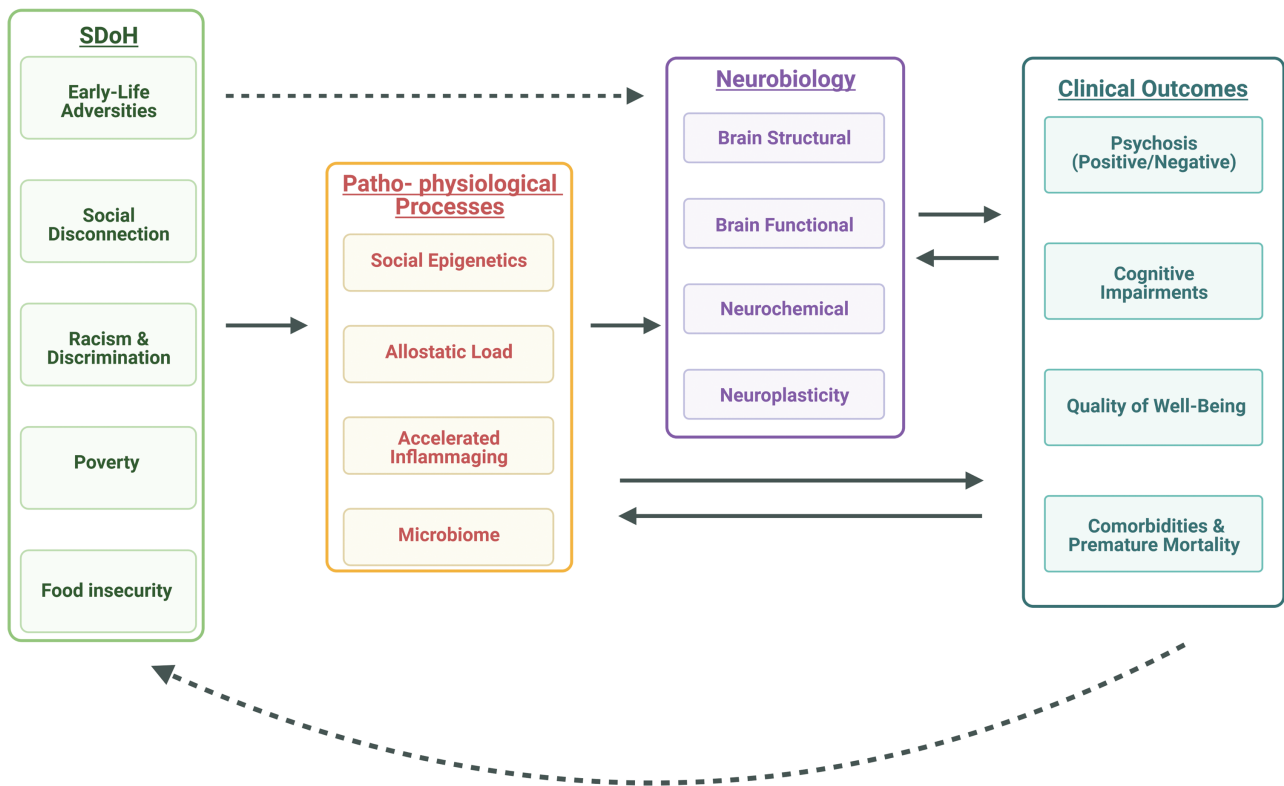 SDoH
Early-Life
Adversities
Social
Disconnection
Racism &
Discrimination
Poverty
Food insecurity
Patho- physiological
Processes
Social Epigenetics
Allostatic Load
Accelerated
Inflammaging
Microbiome
Neurobiology
Brain Structural
Brain Functional
Neurochemical
Neuroplasticity
Clinical Outcomes
Psychosis
(Positive/Negative)
Cognitive
Impairments
Quality of Well-Being
Comorbidities &
Premature Mortality